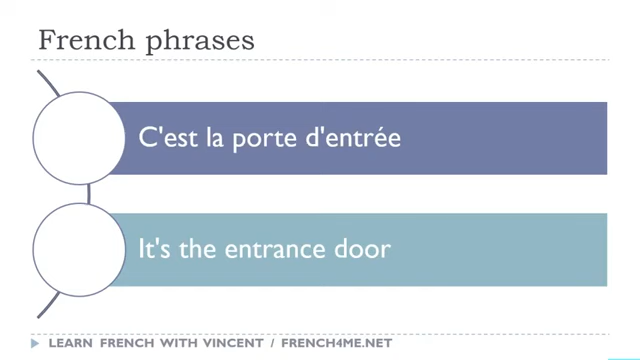 French phrases
C'est la porte d'entrée
It's the entrance door
LEARN FRENCH WITH VINCENT / FRENCH4ME.NET